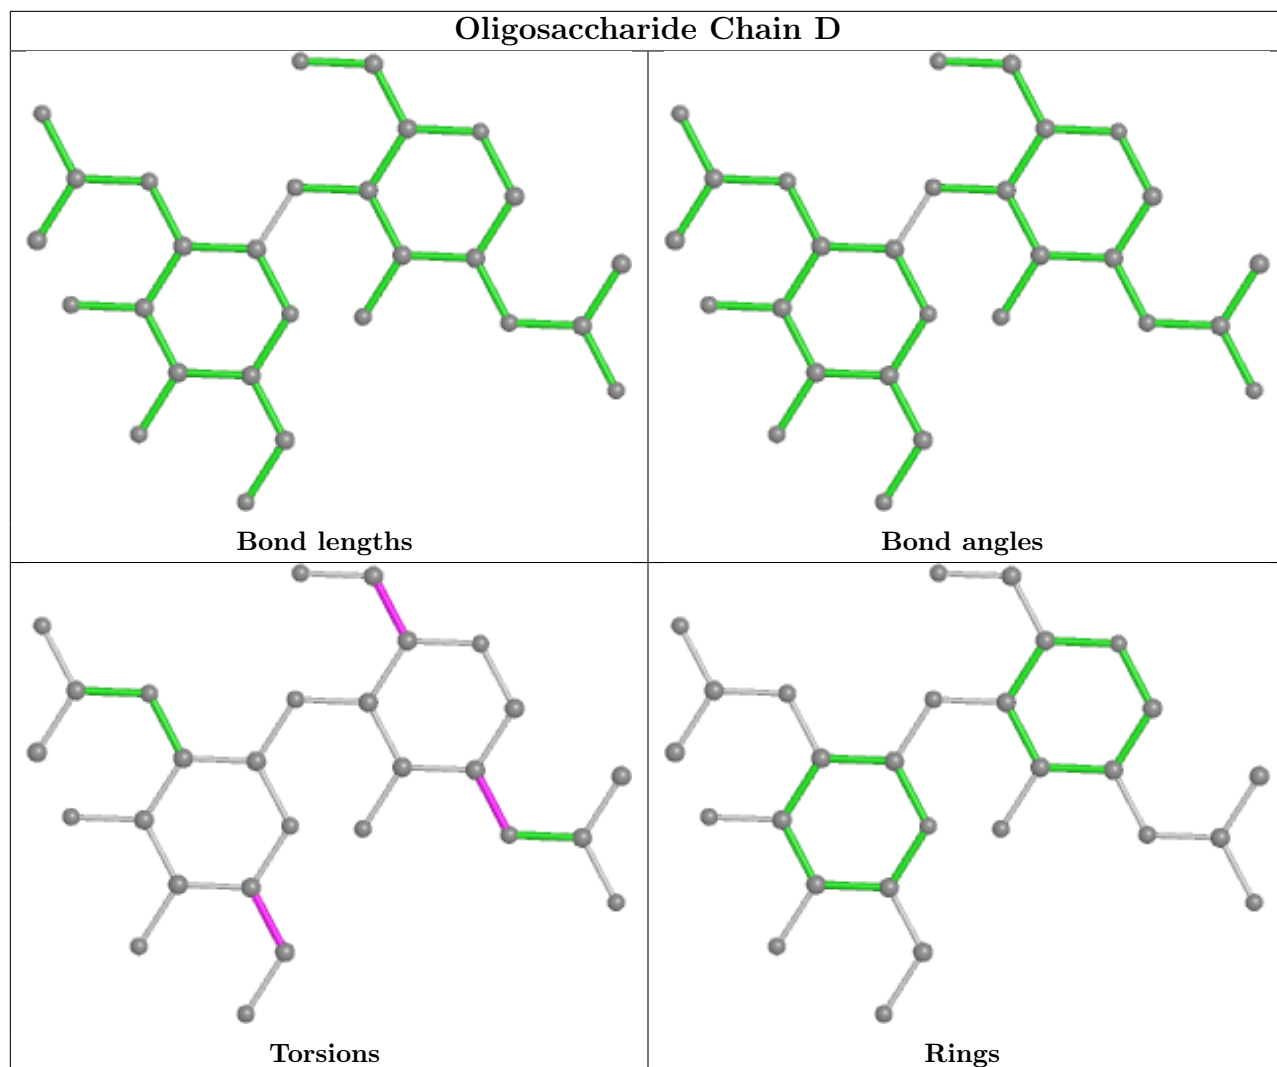 Oligosaccharide Chain D
Bond lengths
Bond angles
Torsions
Rings